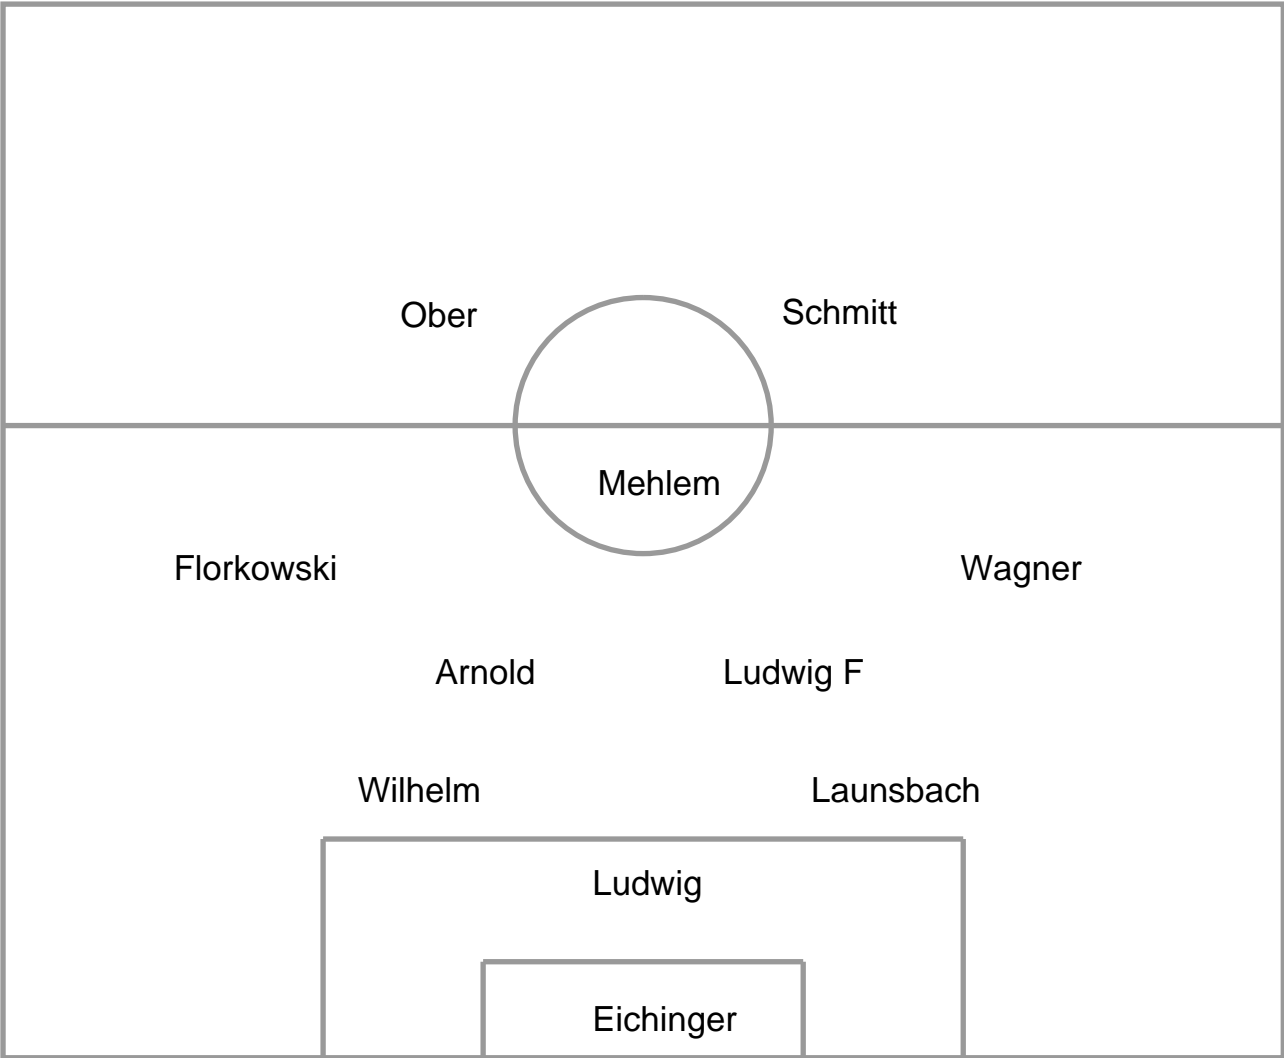 Ober
Schmitt
Mehlem
Florkowski
Wagner
Arnold
Ludwig F
Wilhelm
Launsbach
Ludwig
Eichinger